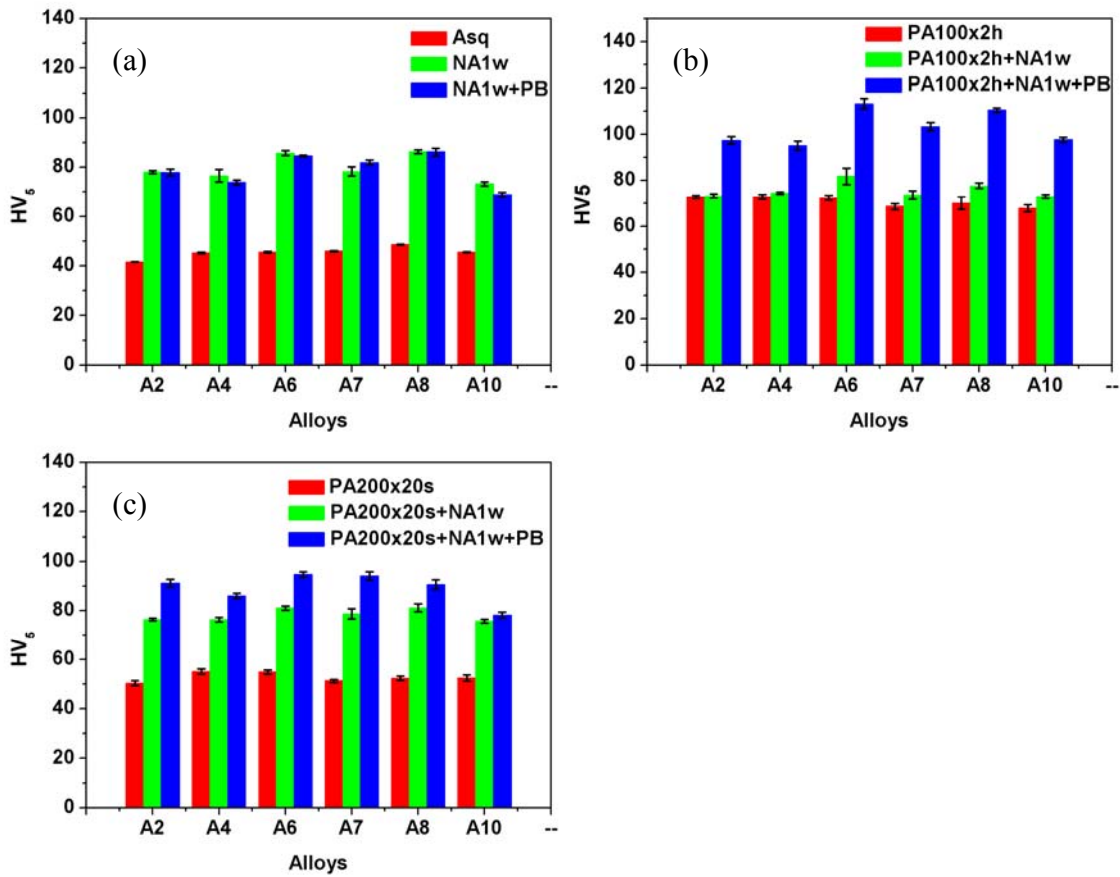 (a)
Asq
NA1w
NA1w+PB
140
120
100
80
60
40
20
0
HV5
A2 A4 A6 A7 A8 A10 --
Alloys
(b)
PA100x2h
PA100x2h+NA1w
PA100x2h+NA1w+PB
140
120
100
80
60
40
20
0
HV5
A2 A4 A6 A7 A8 A10 --
Alloys
(c)
PA200x20s
PA200x20s+NA1w
PA200x20s+NA1w+PB
140
120
100
80
60
40
20
0
HV5
A2 A4 A6 A7 A8 A10 --
Alloys